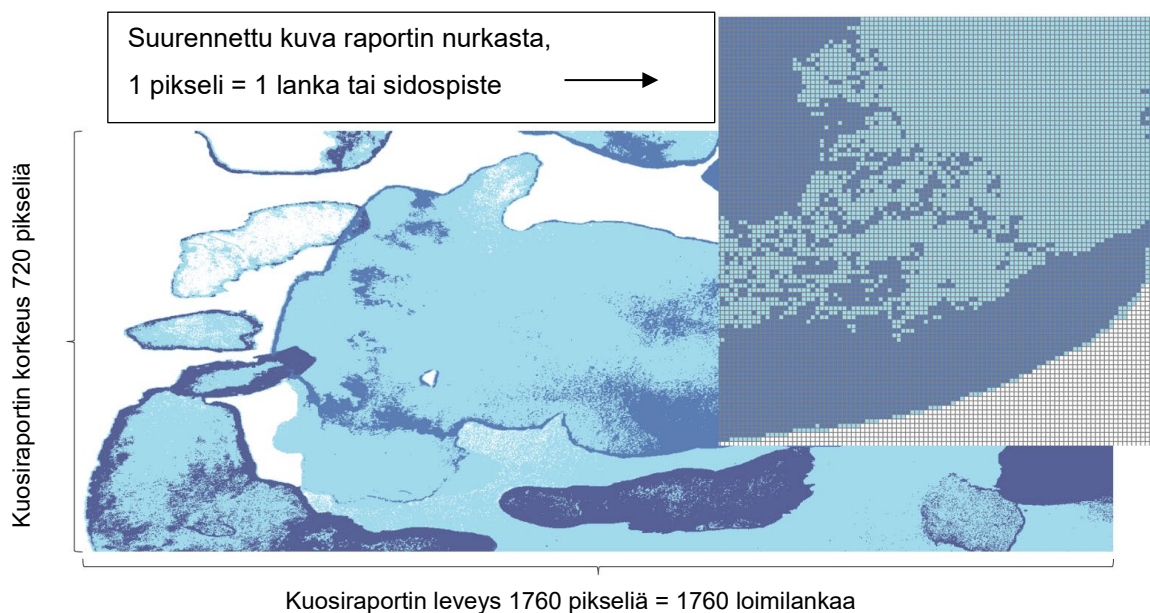 Suurennettu kuva raportin nurkasta,
1 pikseli = 1 lanka tai sidospiste
Kuosiraportin korkeus 720 pikseliä
Kuosiraportin leveys 1760 pikseliä = 1760 loimilankaa